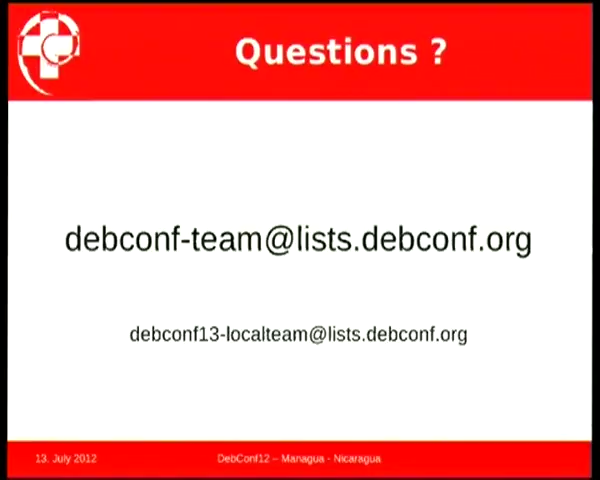 Questions ?
debconf-team@lists.debconf.org
debconf13-localteam@lists.debconf.org
13. July 2012
DebConf12 – Managua - Nicaragua